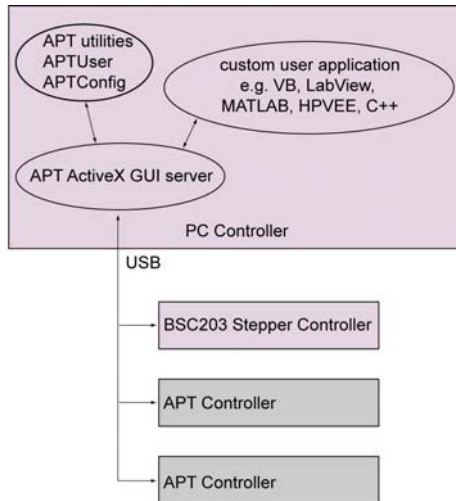 APT utilities
APTUser
APTConfig
custom user application
e.g. VB, LabView,
MATLAB, HPVEE, C++
APT ActiveX GUI server
PC Controller
USB
BSC203 Stepper Controller
APT Controller
APT Controller